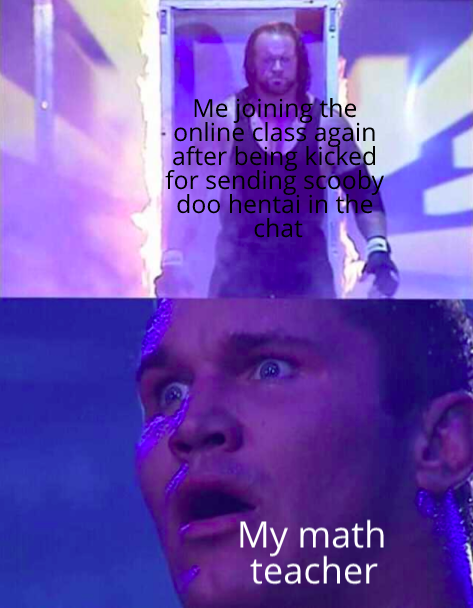 Me joining the
online class again
after being kicked
for sending scooby
doo hentai in the
chat
My math
teacher